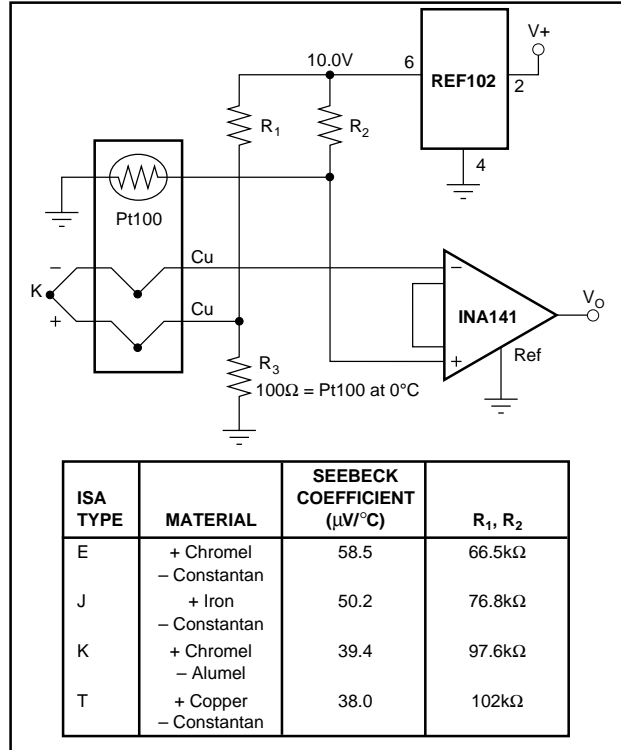 V+
10.0V
6
REF102
2
R1
R2
4
Pt100
Cu
–
–
K
Cu
VO
INA141
+
+
Ref
R3
100Ω = Pt100 at 0°C
ISA TYPE
MATERIAL
SEEBECK COEFFICIENT (µV/°C)
R1, R2
E
+ Chromel
– Constantan
58.5
66.5kΩ
J
+ Iron
– Constantan
50.2
76.8kΩ
K
+ Chromel
– Alumel
39.4
97.6kΩ
T
+ Copper
– Constantan
38.0
102kΩ